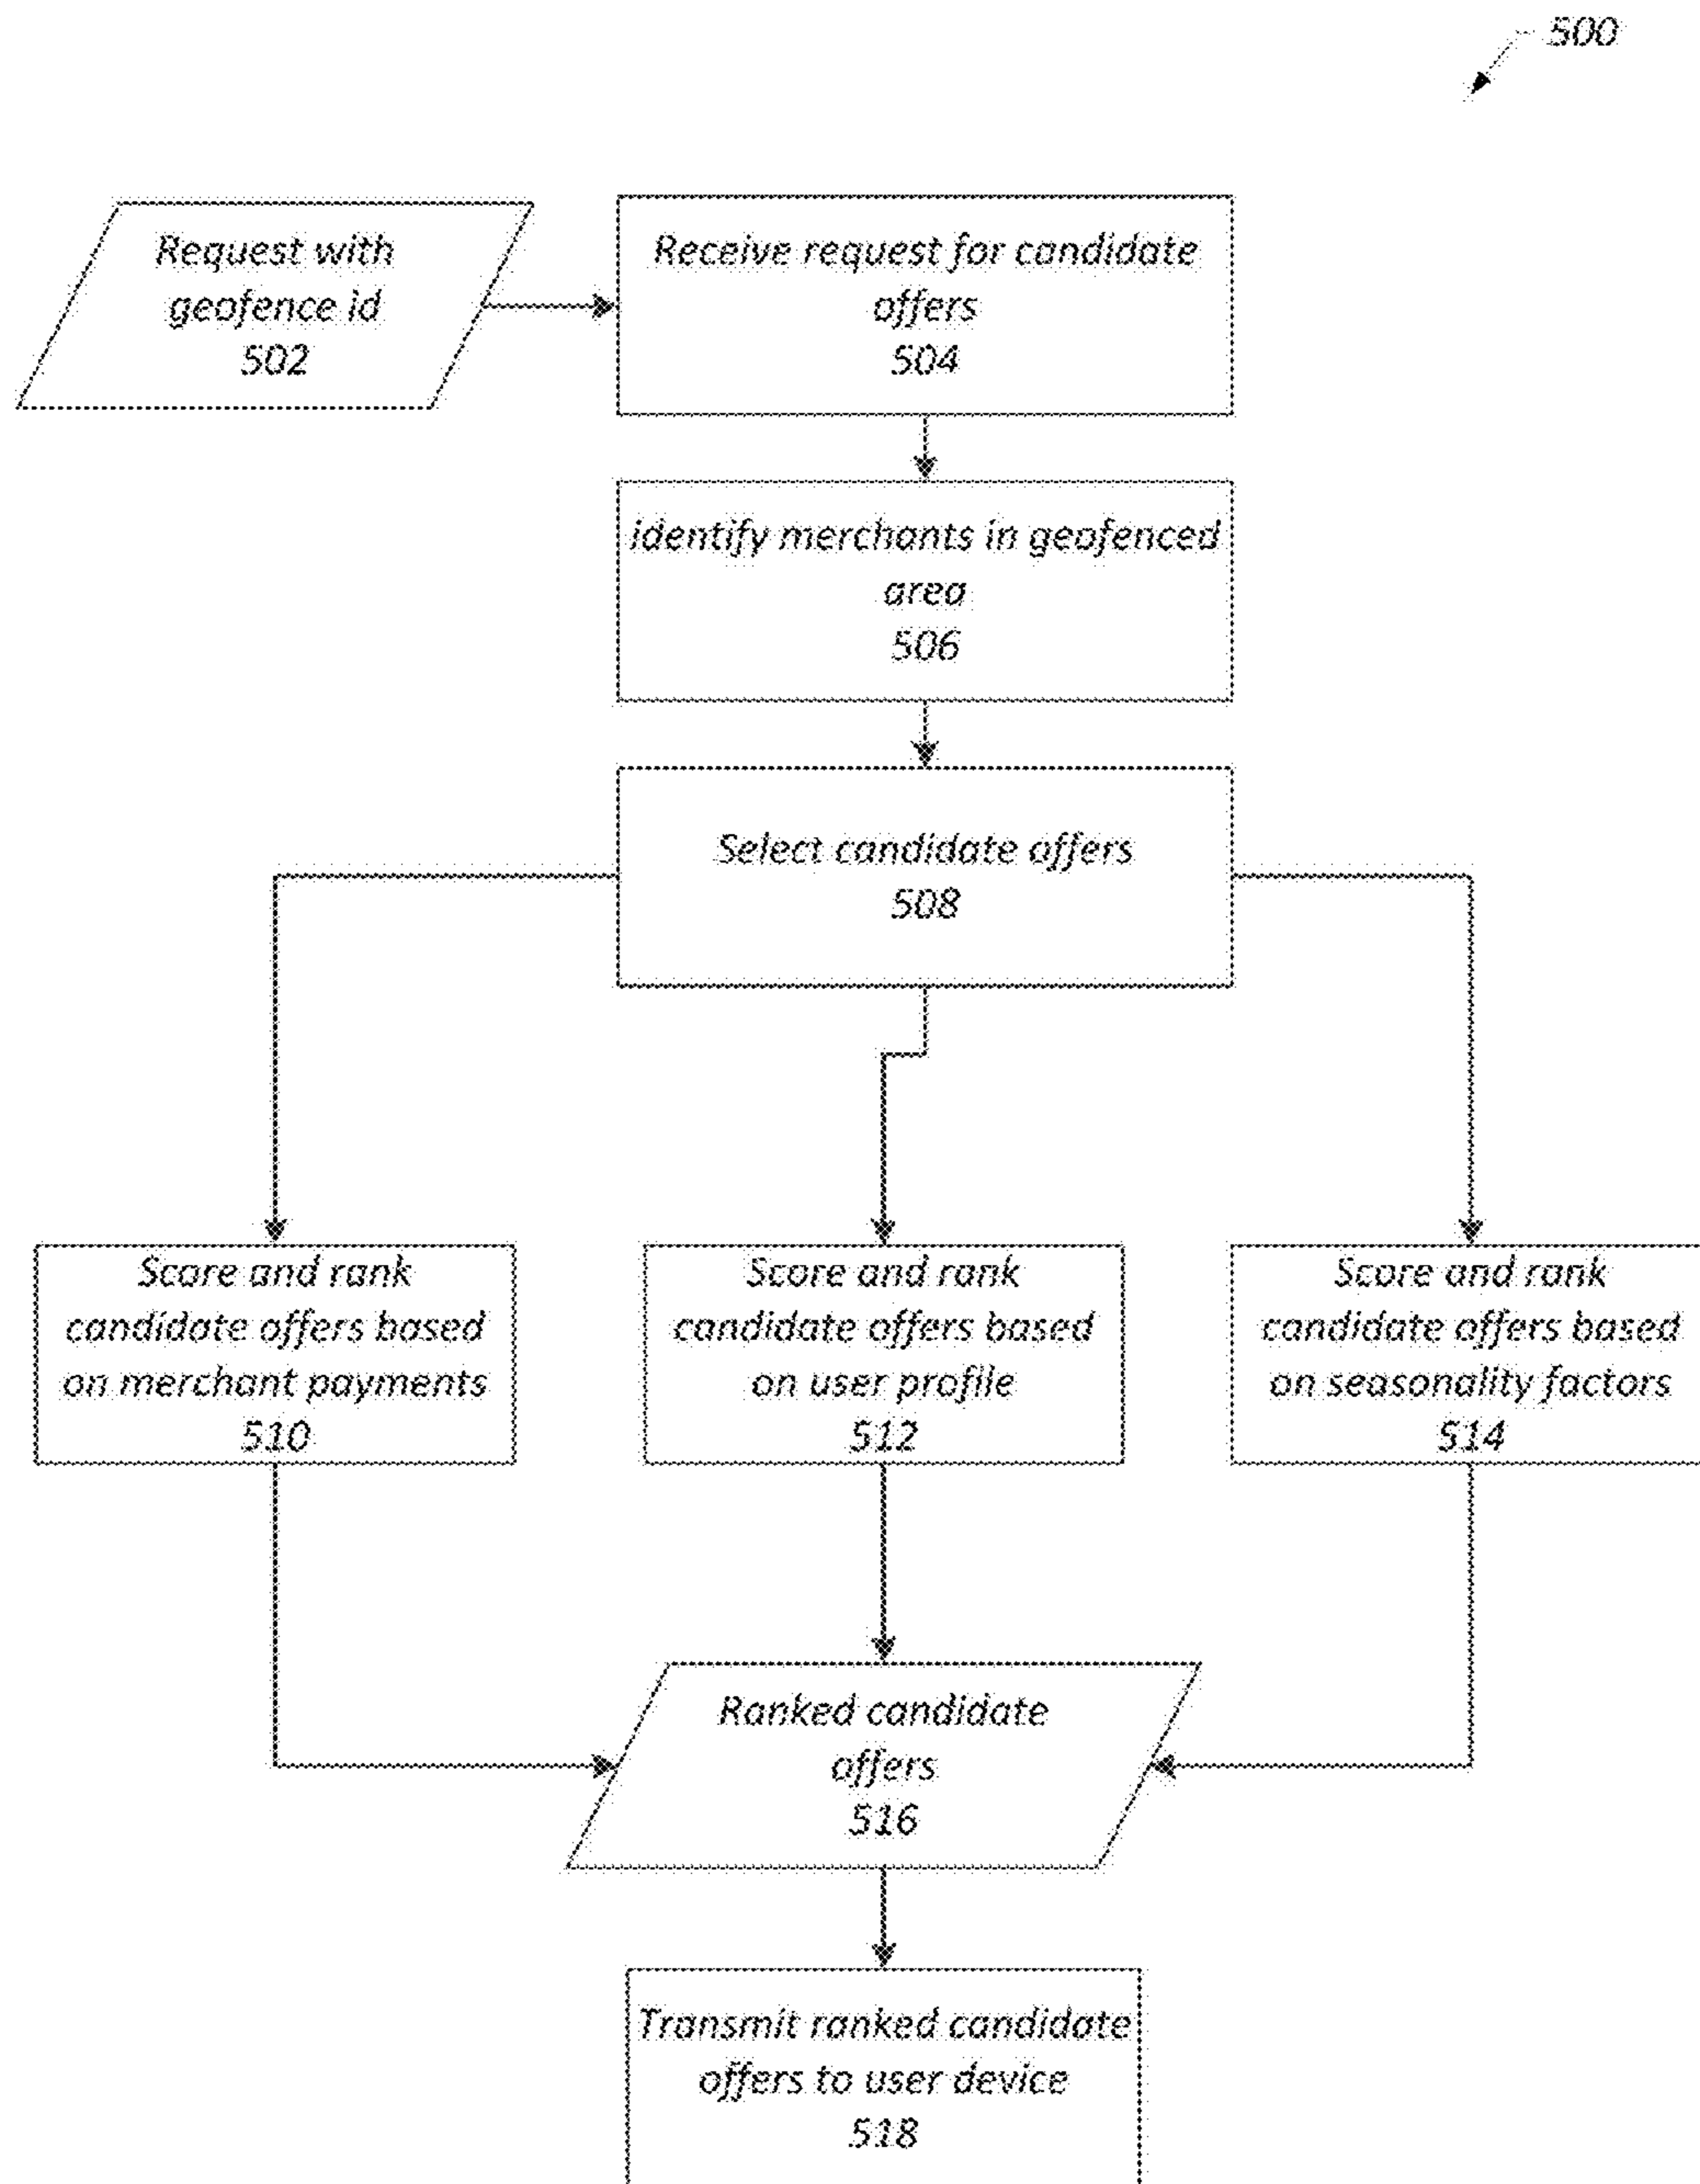 500
Request with
geofence id
502
Receive request for candidate
offers
504
Identify merchants in geofenced
area
506
Select candidate offers
508
Score and rank
candidate offers based
on merchant payments
510
Score and rank
candidate offers based
on user profile
512
Score and rank
candidate offers based
on seasonality factors
514
Ranked candidate
offers
516
Transmit ranked candidate
offers to user device
518